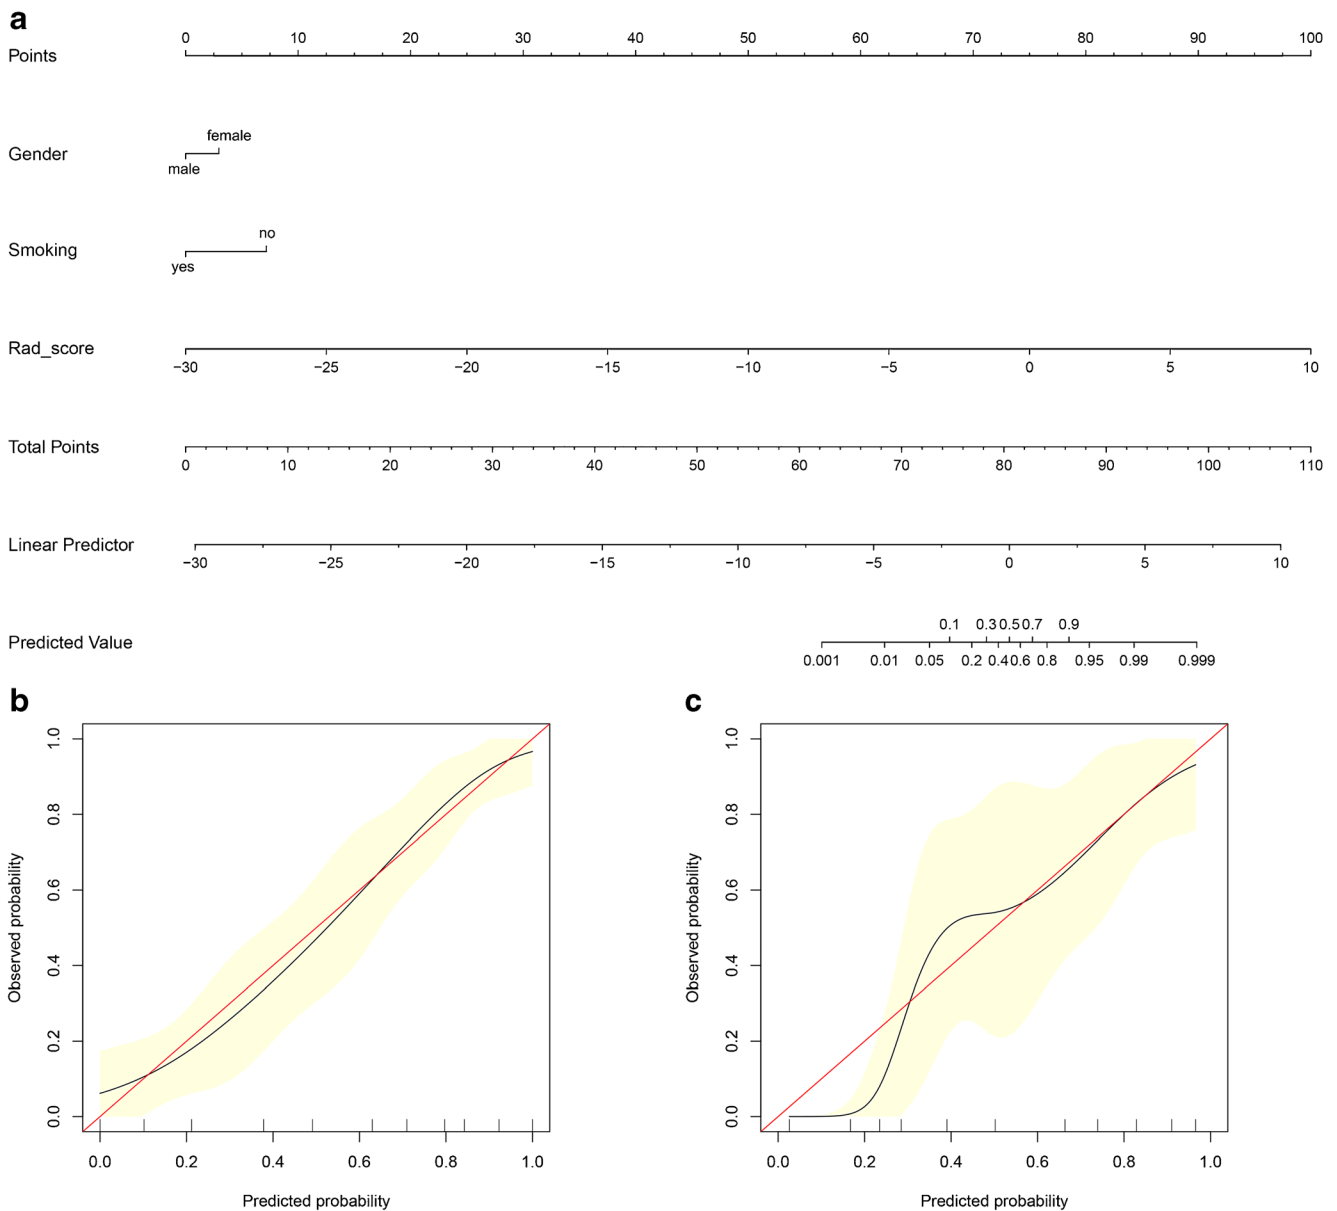 a
0 10 20 30 40 50 60 70 80 90 100
Points
female
Gender
male
no
Smoking
yes
Rad_score
−30 −25 −20 −15 −10 −5 0 5 10
Total Points
0 10 20 30 40 50 60 70 80 90 100 110
Linear Predictor
−30 −25 −20 −15 −10 −5 0 5 10
0.1 0.3 0.5 0.7 0.9
Predicted Value
0.001 0.01 0.05 0.2 0.4 0.6 0.8 0.95 0.99 0.999
b
Observed probability
1.0
0.8
0.6
0.4
0.2
0.0
0.0 0.2 0.4 0.6 0.8 1.0
Predicted probability
c
Observed probability
1.0
0.8
0.6
0.4
0.2
0.0
0.0 0.2 0.4 0.6 0.8 1.0
Predicted probability